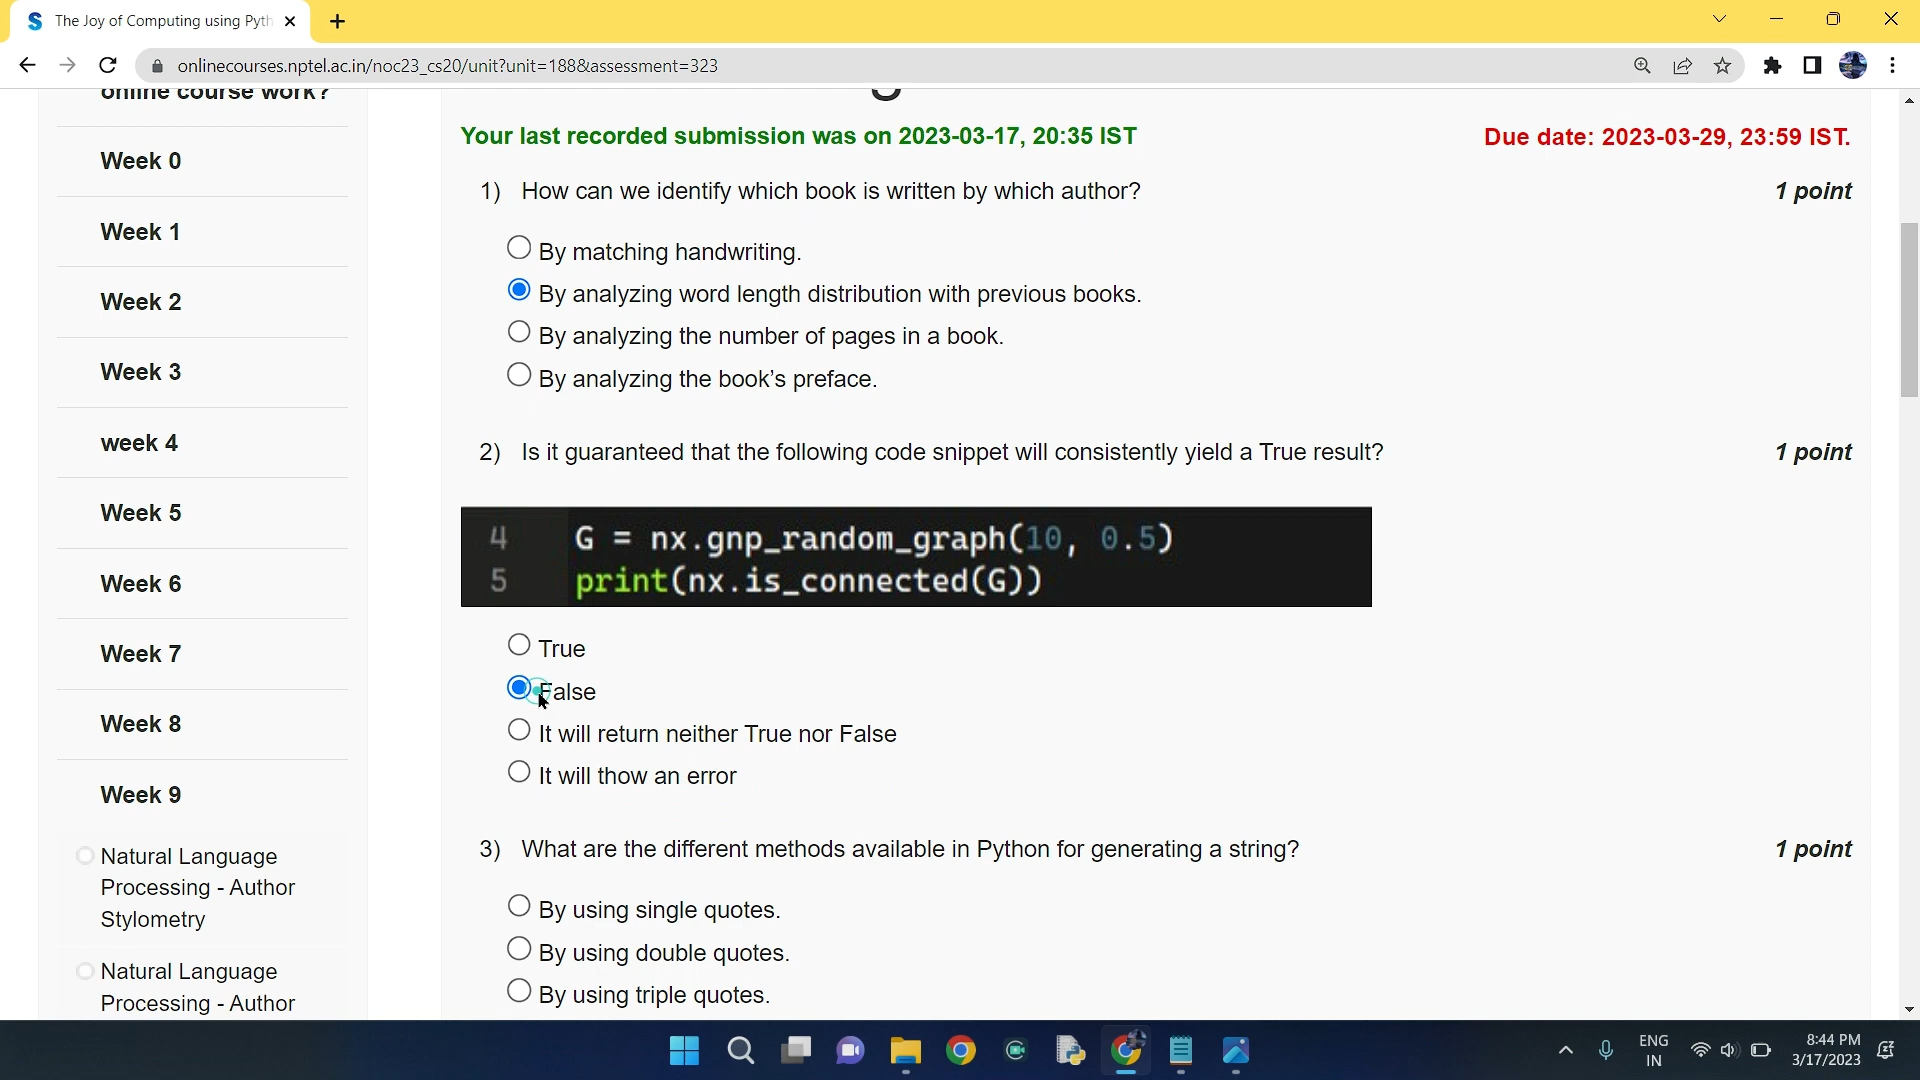 The Joy of Computing using Pyth
onlinecourses.nptel.ac.in/noc23_cs20/unit?unit=188&assessment=323
online course work?
Week 0
Week 1
Week 2
Week 3
week 4
Week 5
Week 6
Week 7
Week 8
Week 9
Natural Language
Processing - Author
Stylometry
Natural Language
Processing - Author
Your last recorded submission was on 2023-03-17, 20:35 IST
Due date: 2023-03-29, 23:59 IST.
1) How can we identify which book is written by which author?
1 point
By matching handwriting.
By analyzing word length distribution with previous books.
By analyzing the number of pages in a book.
By analyzing the book’s preface.
2) Is it guaranteed that the following code snippet will consistently yield a True result?
1 point
4 G = nx.gnp_random_graph(10, 0.5)
5 print(nx.is_connected(G))
True
False
It will return neither True nor False
It will thow an error
3) What are the different methods available in Python for generating a string?
1 point
By using single quotes.
By using double quotes.
By using triple quotes.
ENG
IN
8:44 PM
3/17/2023